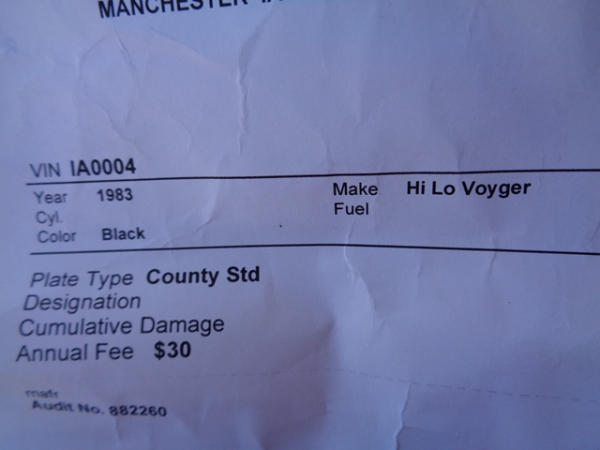 MANCHESTER
VIN IA0004
Year 1983 Make Hi Lo Voyger
Cyl. Fuel
Color Black
Plate Type County Std
Designation
Cumulative Damage
Annual Fee $30
Audit No. 882260